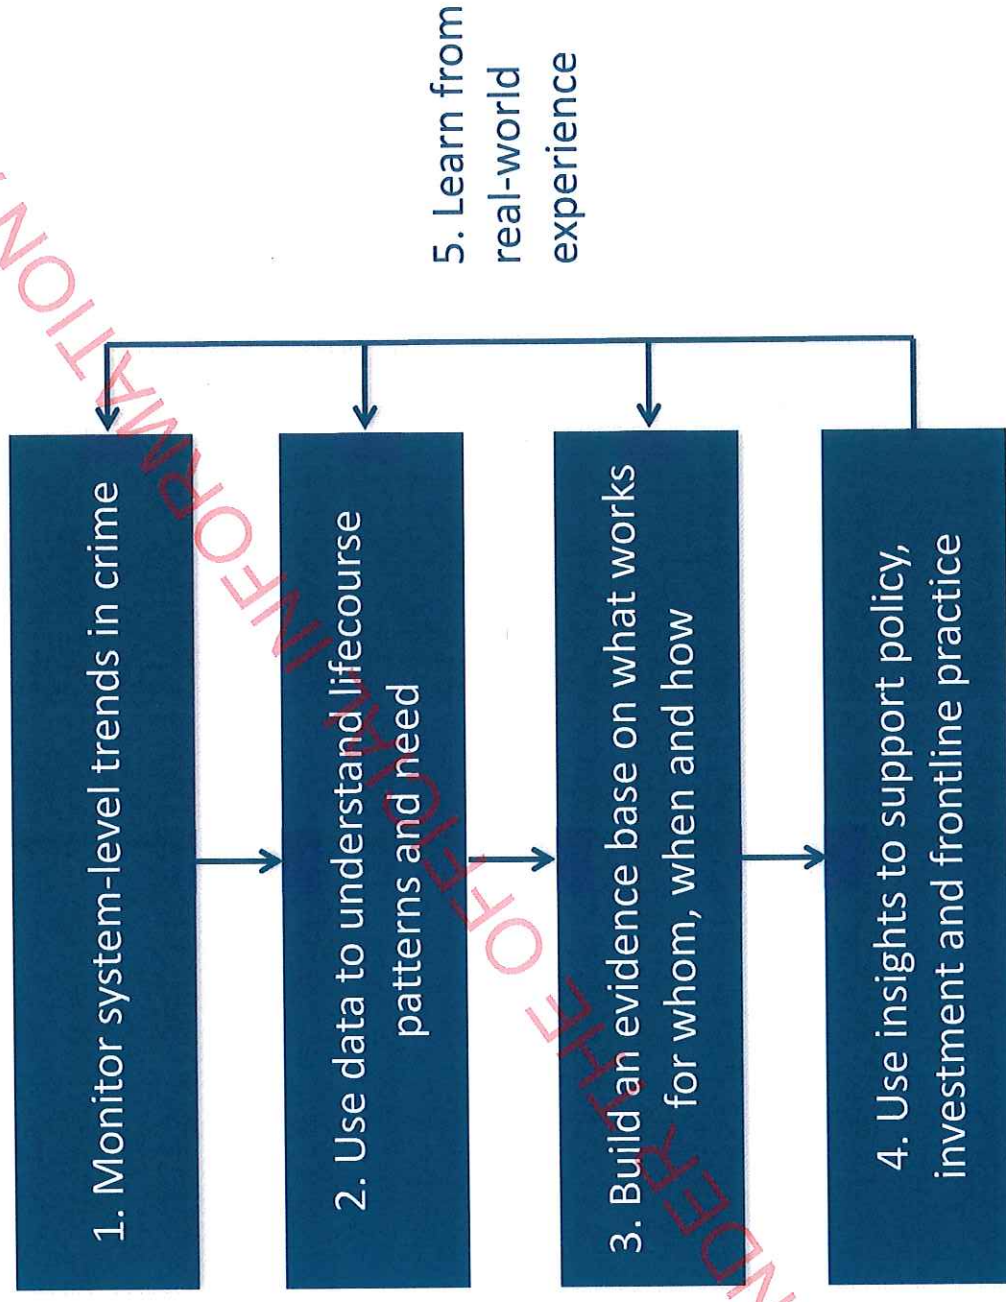 1. Monitor system-level trends in crime
2. Use data to understand lifecourse
patterns and need
3. Build an evidence base on what works
for whom, when and how
4. Use insights to support policy,
investment and frontline practice
5. Learn from
real-world
experience
THE OFFICIAL INFORMATION